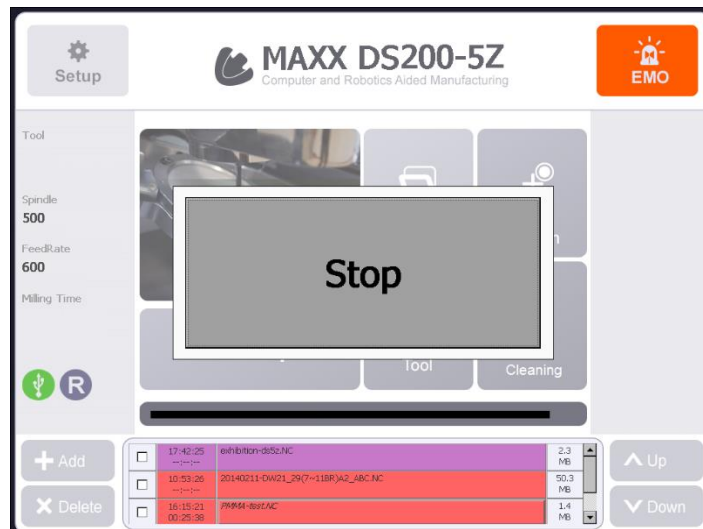 Setup
MAXX DS200-5Z
Computer and Robotics Aided Manufacturing
EMO
Tool
Spindle
500
FeedRate
600
Milling Time
Stop
Tool
Cleaning
R
Add
Delete
17:42:25 exhibition-ds5z.NC 2.3 MB
--:--:--
10:53:26 20140211-DW21_29(7~11BR)A2_ABC.NC 50.3 MB
--:--:--
16:15:21 PMMA-test.NC 1.4 MB
00:25:38
Up
Down